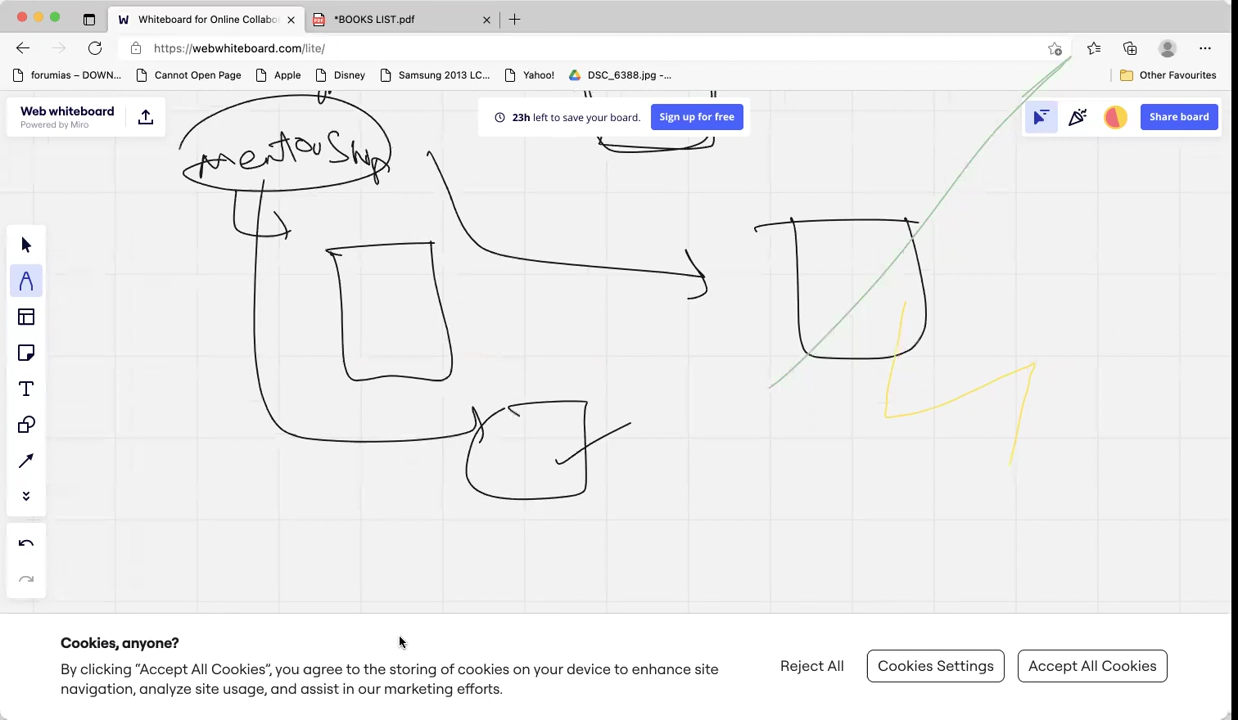 Whiteboard for Online Collabo
*BOOKS LIST.pdf
https://webwhiteboard.com/lite/
forumias – DOWN...
Cannot Open Page
Apple
Disney
Samsung 2013 LC...
Yahoo!
DSC_6388.jpg -...
Other Favourites
Web whiteboard
Powered by Miro
23h left to save your board.
Sign up for free
Share board
mentorship
Cookies, anyone?
By clicking “Accept All Cookies”, you agree to the storing of cookies on your device to enhance site
navigation, analyze site usage, and assist in our marketing efforts.
Reject All
Cookies Settings
Accept All Cookies